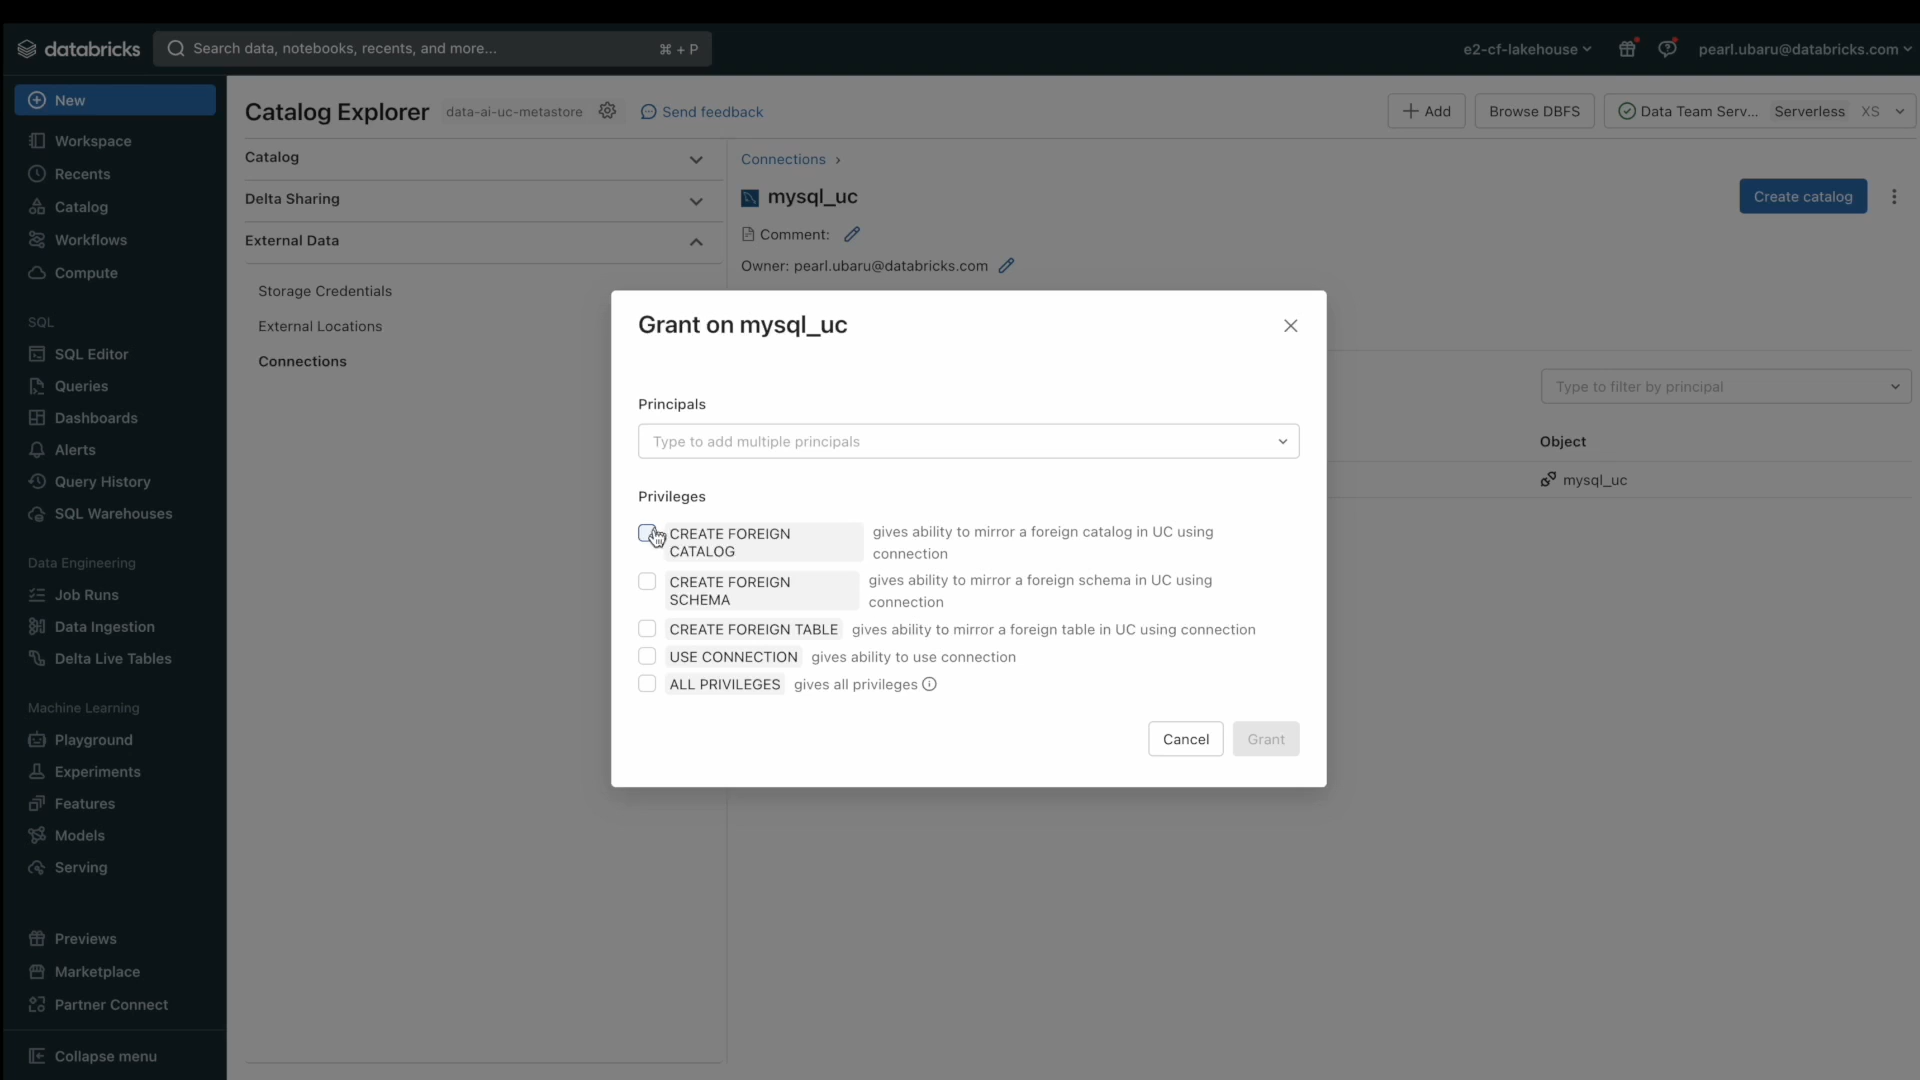 databricks
Search data, notebooks, recents, and more...
⌘ + P
e2-cf-lakehouse
pearl.ubaru@databricks.com
New
Workspace
Recents
Catalog
Workflows
Compute
SQL
SQL Editor
Queries
Dashboards
Alerts
Query History
SQL Warehouses
Data Engineering
Job Runs
Data Ingestion
Delta Live Tables
Machine Learning
Playground
Experiments
Features
Models
Serving
Previews
Marketplace
Partner Connect
Collapse menu
Catalog Explorer
data-ai-uc-metastore
Send feedback
Add
Browse DBFS
Data Team Serv...
Serverless
XS
Catalog
Delta Sharing
External Data
Storage Credentials
External Locations
Connections
Connections ›
mysql_uc
Create catalog
Comment:
Owner: pearl.ubaru@databricks.com
Type to filter by principal
Object
mysql_uc
Grant on mysql_uc
Principals
Type to add multiple principals
Privileges
CREATE FOREIGN
CATALOG
gives ability to mirror a foreign catalog in UC using
connection
CREATE FOREIGN
SCHEMA
gives ability to mirror a foreign schema in UC using
connection
CREATE FOREIGN TABLE gives ability to mirror a foreign table in UC using connection
USE CONNECTION gives ability to use connection
ALL PRIVILEGES gives all privileges
Cancel
Grant